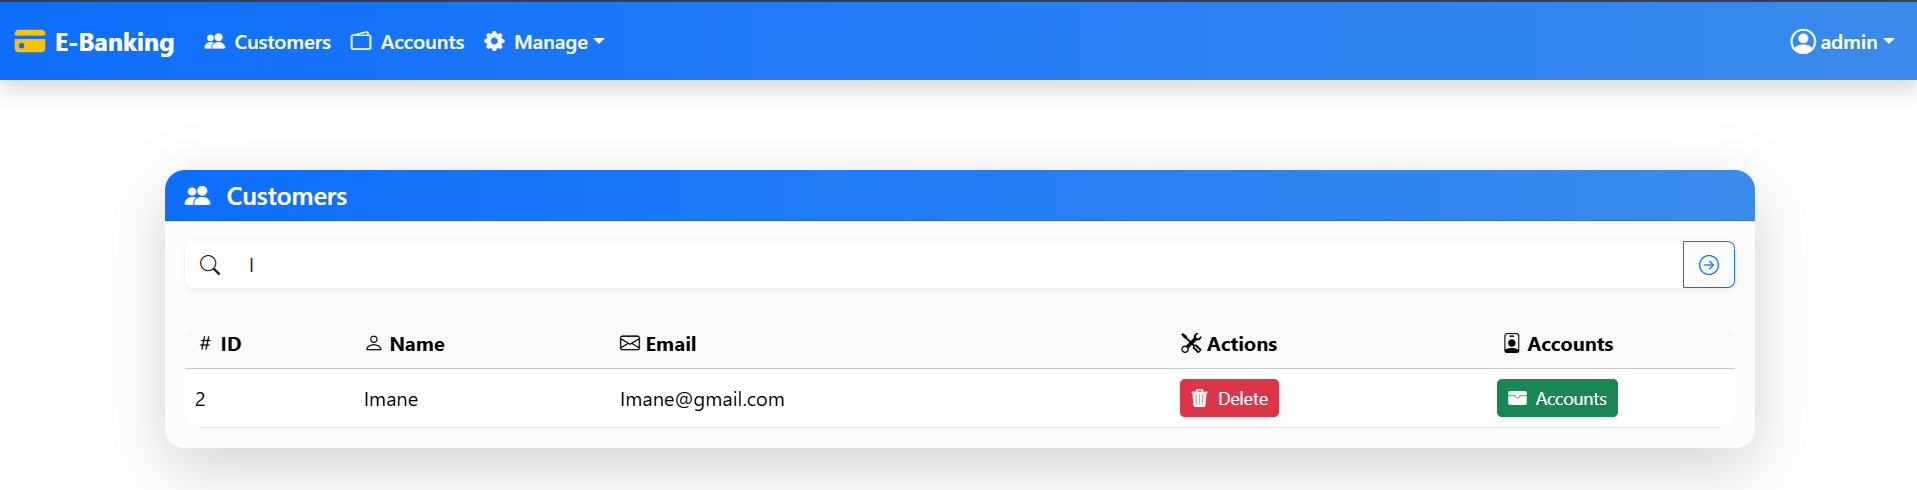 E-Banking Customers Accounts Manage admin
Customers
I
# ID Name Email Actions Accounts
2 Imane Imane@gmail.com Delete Accounts